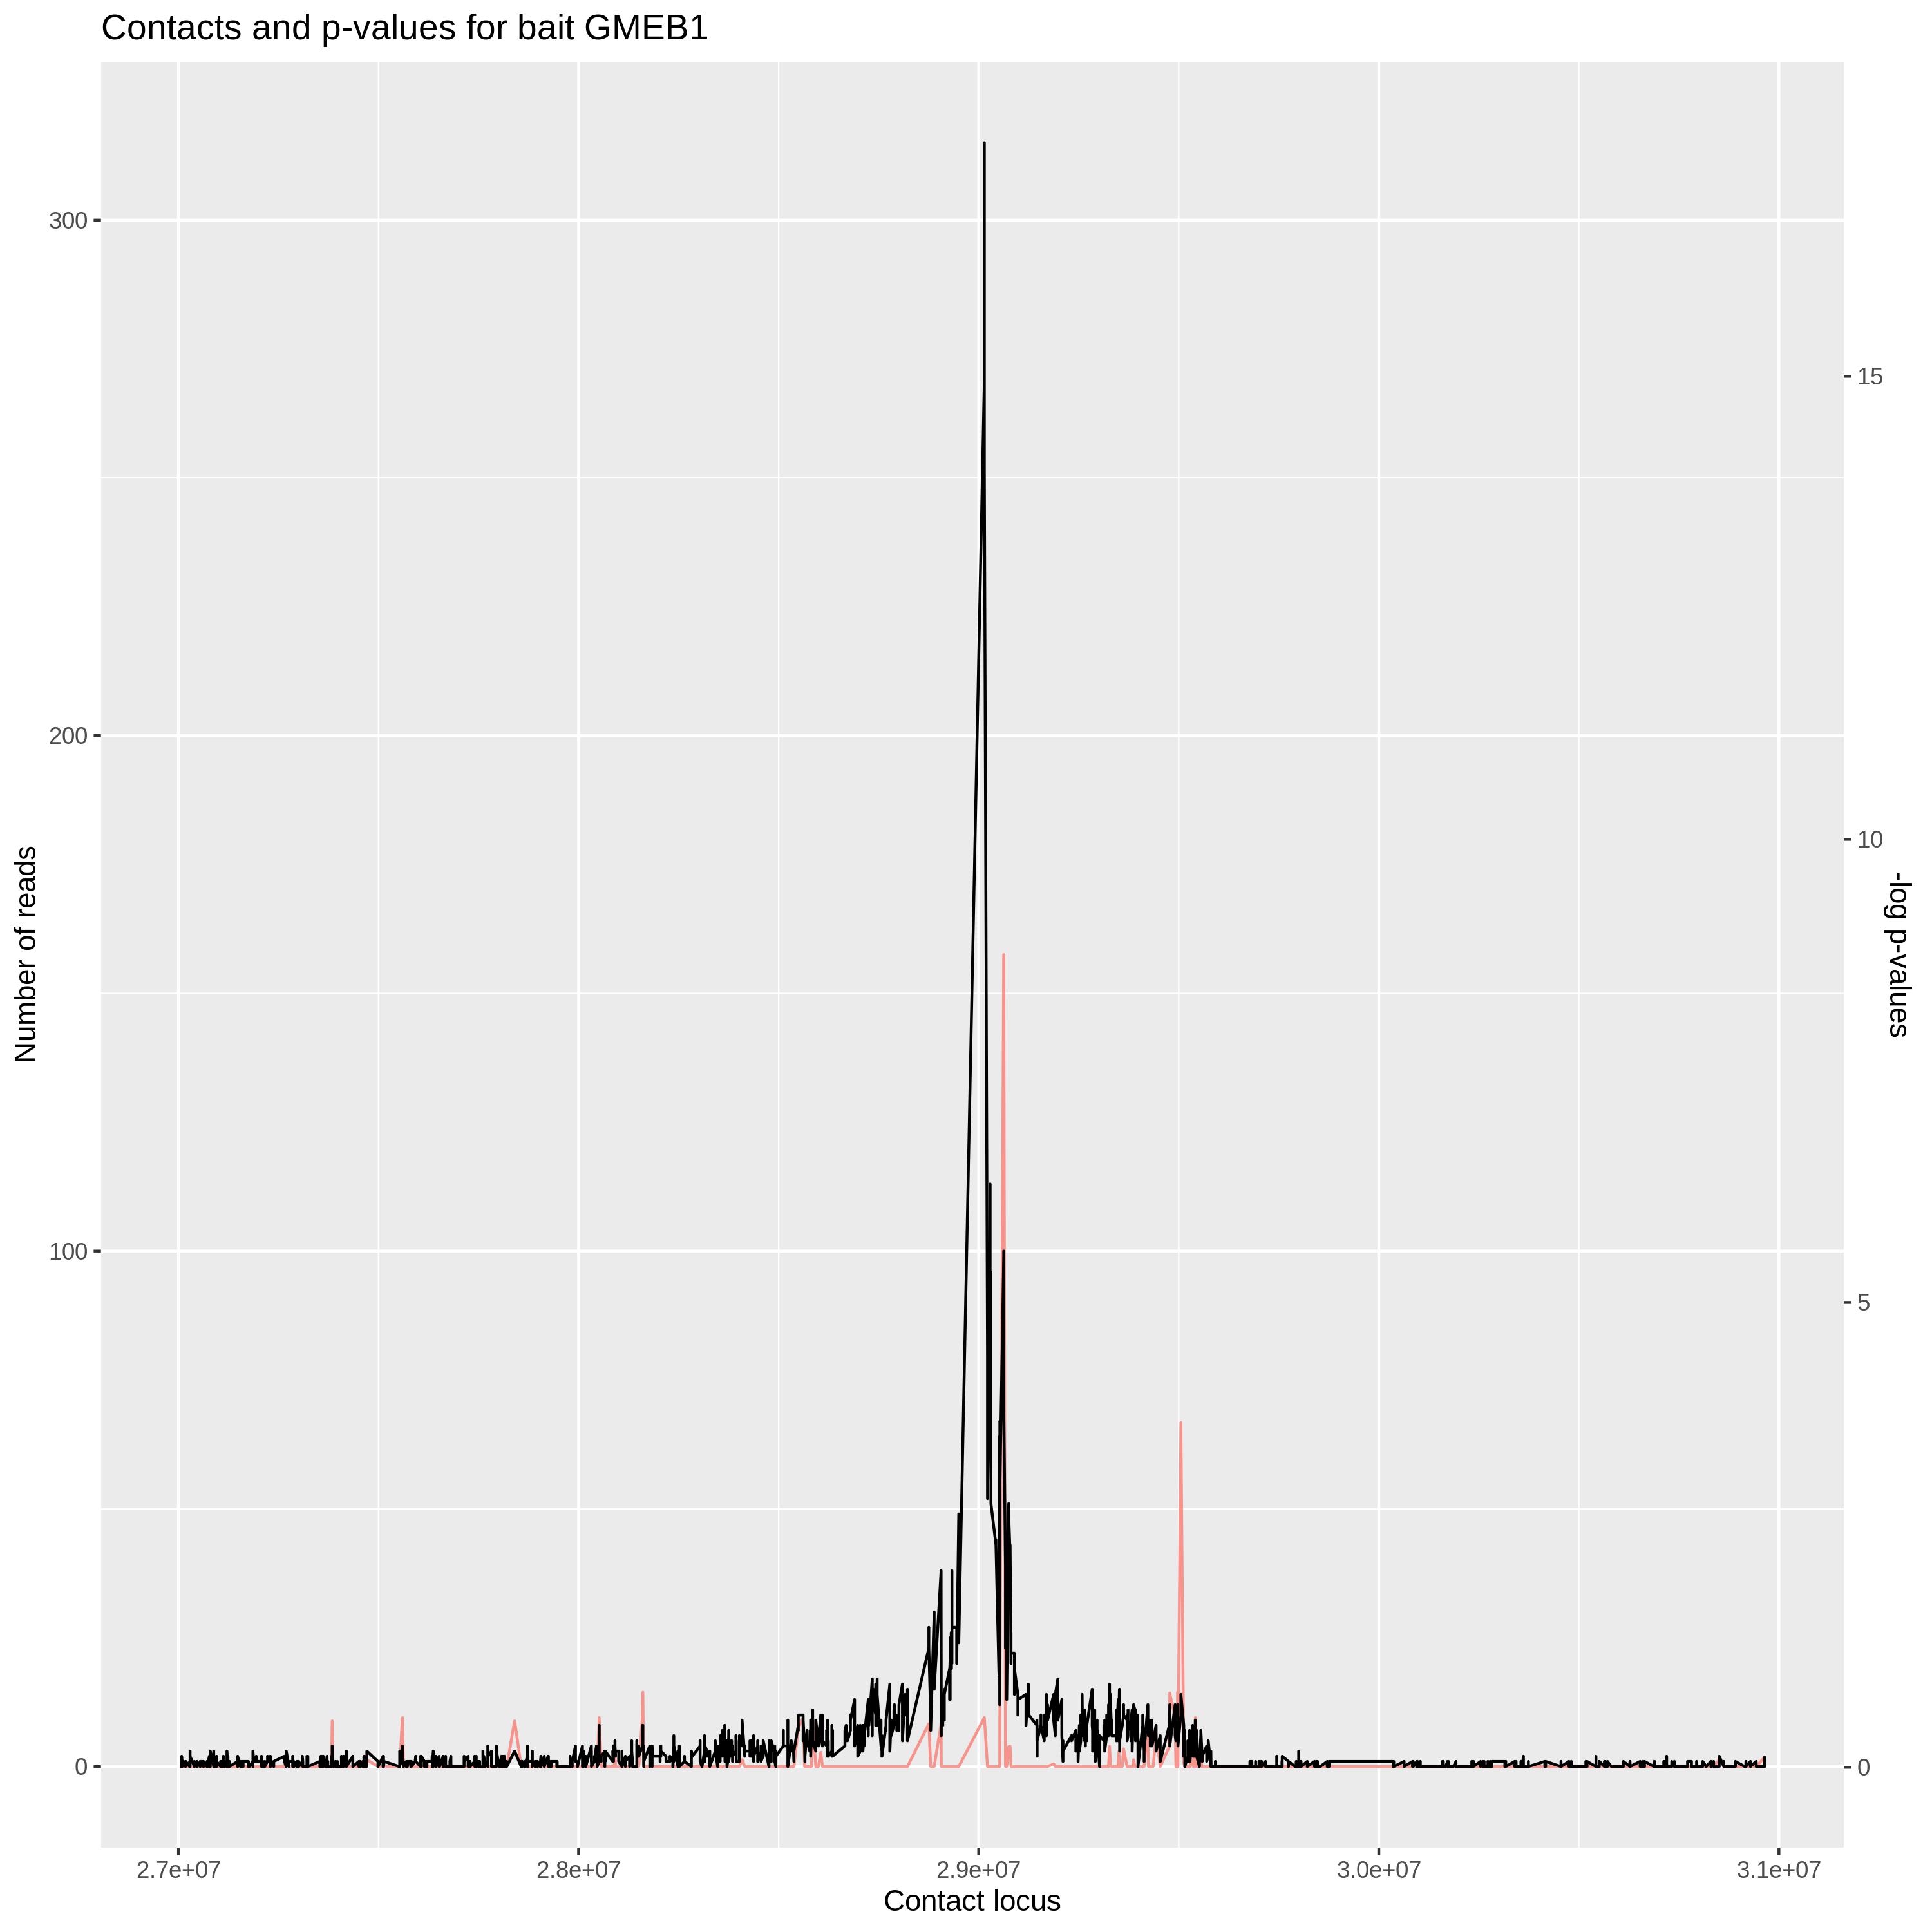 Contacts and p-values for bait GMEB1
300
200
100
0
Number of reads
15
10
5
0
-log p-values
2.7e+07 2.8e+07 2.9e+07 3.0e+07 3.1e+07
Contact locus